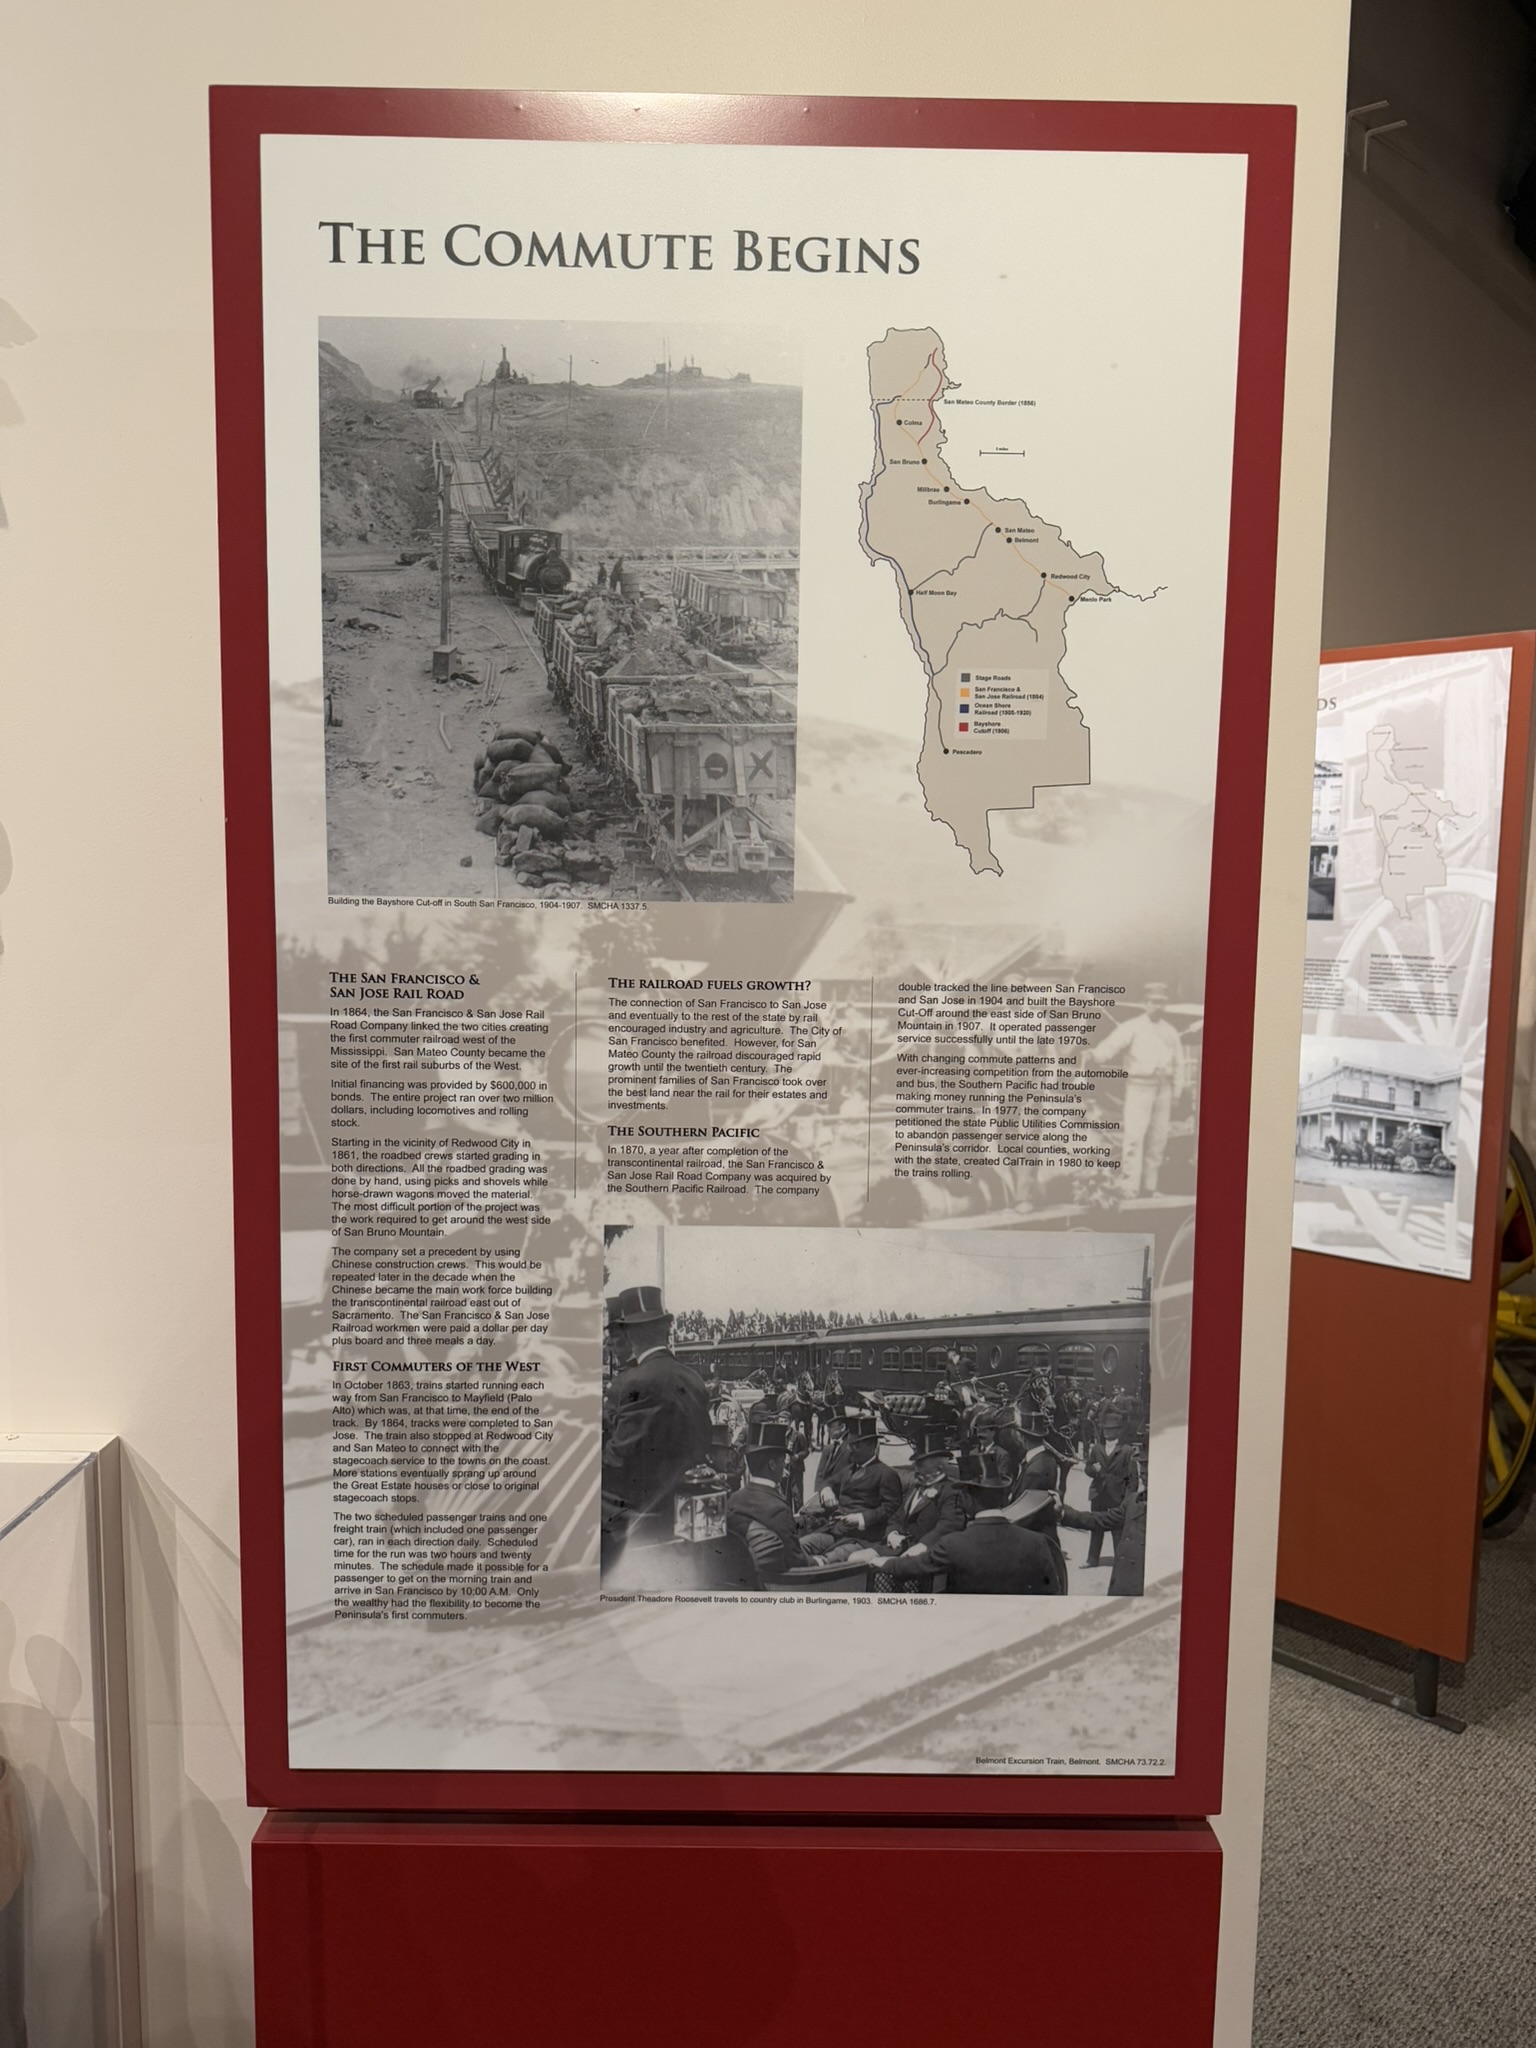 THE COMMUTE BEGINS
San Mateo County Border (1856)
Colma
San Bruno
Millbrae
Burlingame
San Mateo
Belmont
Redwood City
Menlo Park
Half Moon Bay
Pescadero
Stage Roads
San Francisco &
San Jose Railroad (1864)
Ocean Shore
Railroad (1905-1920)
Bayshore
Cutoff (1906)
X
Building the Bayshore Cut-off in South San Francisco, 1904-1907. SMCHA 1337.5.
THE SAN FRANCISCO &
SAN JOSE RAIL ROAD
In 1864, the San Francisco & San Jose Rail
Road Company linked the two cities creating
the first commuter railroad west of the
Mississippi. San Mateo County became the
site of the first rail suburbs of the West.
Initial financing was provided by $600,000 in
bonds. The entire project ran over two million
dollars, including locomotives and rolling
stock.
Starting in the vicinity of Redwood City in
1861, the roadbed crews started grading in
both directions. All the roadbed grading was
done by hand, using picks and shovels while
horse-drawn wagons moved the material.
The most difficult portion of the project was
the work required to get around the west side
of San Bruno Mountain.
The company set a precedent by using
Chinese construction crews. This would be
repeated later in the decade when the
Chinese became the main work force building
the transcontinental railroad east out of
Sacramento. The San Francisco & San Jose
Railroad workmen were paid a dollar per day
plus board and three meals a day.
FIRST COMMUTERS OF THE WEST
In October 1863, trains started running each
way from San Francisco to Mayfield (Palo
Alto) which was, at that time, the end of the
track. By 1864, tracks were completed to San
Jose. The train also stopped at Redwood City
and San Mateo to connect with the
stagecoach service to the towns on the coast.
More stations eventually sprang up around
the Great Estate houses or close to original
stagecoach stops.
The two scheduled passenger trains and one
freight train (which included one passenger
car), ran in each direction daily. Scheduled
time for the run was two hours and twenty
minutes. The schedule made it possible for a
passenger to get on the morning train and
arrive in San Francisco by 10:00 A.M. Only
the wealthy had the flexibility to become the
Peninsula's first commuters.
THE RAILROAD FUELS GROWTH?
The connection of San Francisco to San Jose
and eventually to the rest of the state by rail
encouraged industry and agriculture. The City of
San Francisco benefited. However, for San
Mateo County the railroad discouraged rapid
growth until the twentieth century. The
prominent families of San Francisco took over
the best land near the rail for their estates and
investments.
THE SOUTHERN PACIFIC
In 1870, a year after completion of the
transcontinental railroad, the San Francisco &
San Jose Rail Road Company was acquired by
the Southern Pacific Railroad. The company
double tracked the line between San Francisco
and San Jose in 1904 and built the Bayshore
Cut-Off around the east side of San Bruno
Mountain in 1907. It operated passenger
service successfully until the late 1970s.
With changing commute patterns and
ever-increasing competition from the automobile
and bus, the Southern Pacific had trouble
making money running the Peninsula's
commuter trains. In 1977, the company
petitioned the state Public Utilities Commission
to abandon passenger service along the
Peninsula's corridor. Local counties, working
with the state, created CalTrain in 1980 to keep
the trains rolling.
President Theadore Roosevelt travels to country club in Burlingame, 1903. SMCHA 1686.7.
Belmont Excursion Train, Belmont. SMCHA 73.72.2.
DS